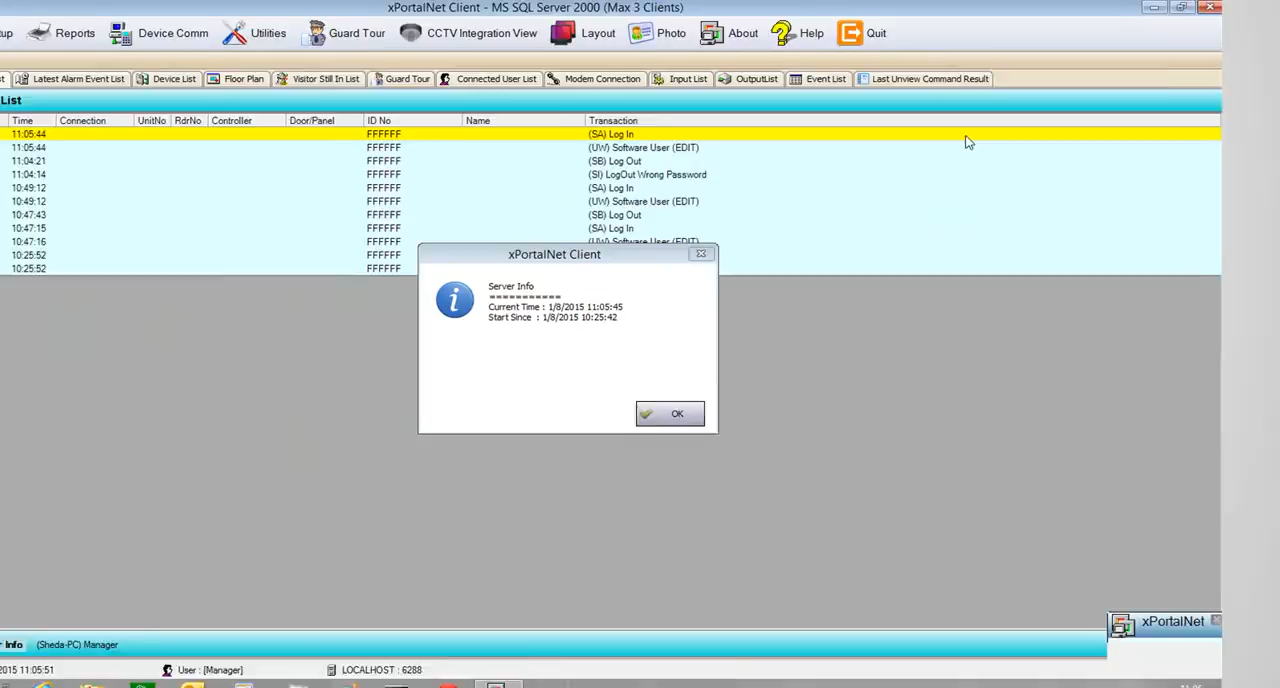 xPortalNet Client - MS SQL Server 2000 (Max 3 Clients)
up Reports Device Comm Utilities Guard Tour CCTV Integration View Layout Photo About Help Quit
st Latest Alarm Event List Device List Floor Plan Visitor Still In List Guard Tour Connected User List Modem Connection Input List OutputList Event List Last Unview Command Result
List
Time Connection UnitNo RdrNo Controller Door/Panel ID No Name Transaction
11:05:44 FFFFFF (SA) Log In
11:05:44 FFFFFF (UW) Software User (EDIT)
11:04:21 FFFFFF (SB) Log Out
11:04:14 FFFFFF (SI) LogOut Wrong Password
10:49:12 FFFFFF (SA) Log In
10:49:12 FFFFFF (UW) Software User (EDIT)
10:47:43 FFFFFF (SB) Log Out
10:47:15 FFFFFF (SA) Log In
10:47:16 FFFFFF (UW) Software User (EDIT)
10:25:52 FFFFFF
10:25:52 FFFFFF
xPortalNet Client
Server Info
===========
Current Time : 1/8/2015 11:05:45
Start Since : 1/8/2015 10:25:42
OK
xPortalNet
r Info (Sheda-PC) Manager
2015 11:05:51 User : [Manager] LOCALHOST : 6288